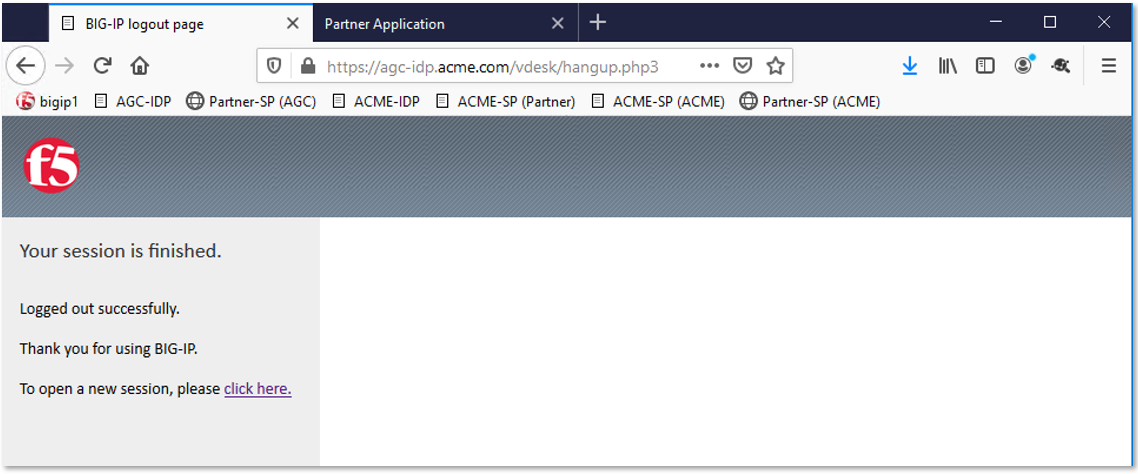 BIG-IP logout page
Partner Application
https://agc-idp.acme.com/vdesk/hangup.php3
bigip1 AGC-IDP Partner-SP (AGC) ACME-IDP ACME-SP (Partner) ACME-SP (ACME) Partner-SP (ACME)
f5
Your session is finished.
Logged out successfully.
Thank you for using BIG-IP.
To open a new session, please click here.